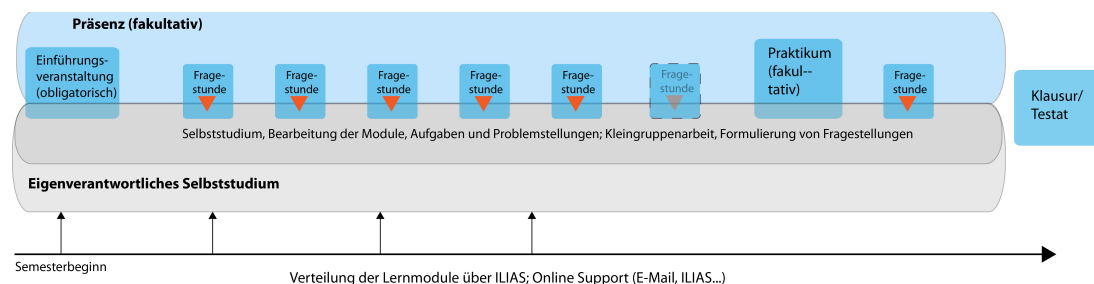 Präsenz (fakultativ)
Einführungs-
veranstaltung
(obligatorisch)
Frage-
stunde
Frage-
stunde
Frage-
stunde
Frage-
stunde
Frage-
stunde
Frage-
stunde
Praktikum
(fakul--
tativ)
Frage-
stunde
Klausur/
Testat
Selbststudium, Bearbeitung der Module, Aufgaben und Problemstellungen; Kleingruppenarbeit, Formulierung von Fragestellungen
Eigenverantwortliches Selbststudium
Semesterbeginn
Verteilung der Lernmodule über ILIAS; Online Support (E-Mail, ILIAS...)